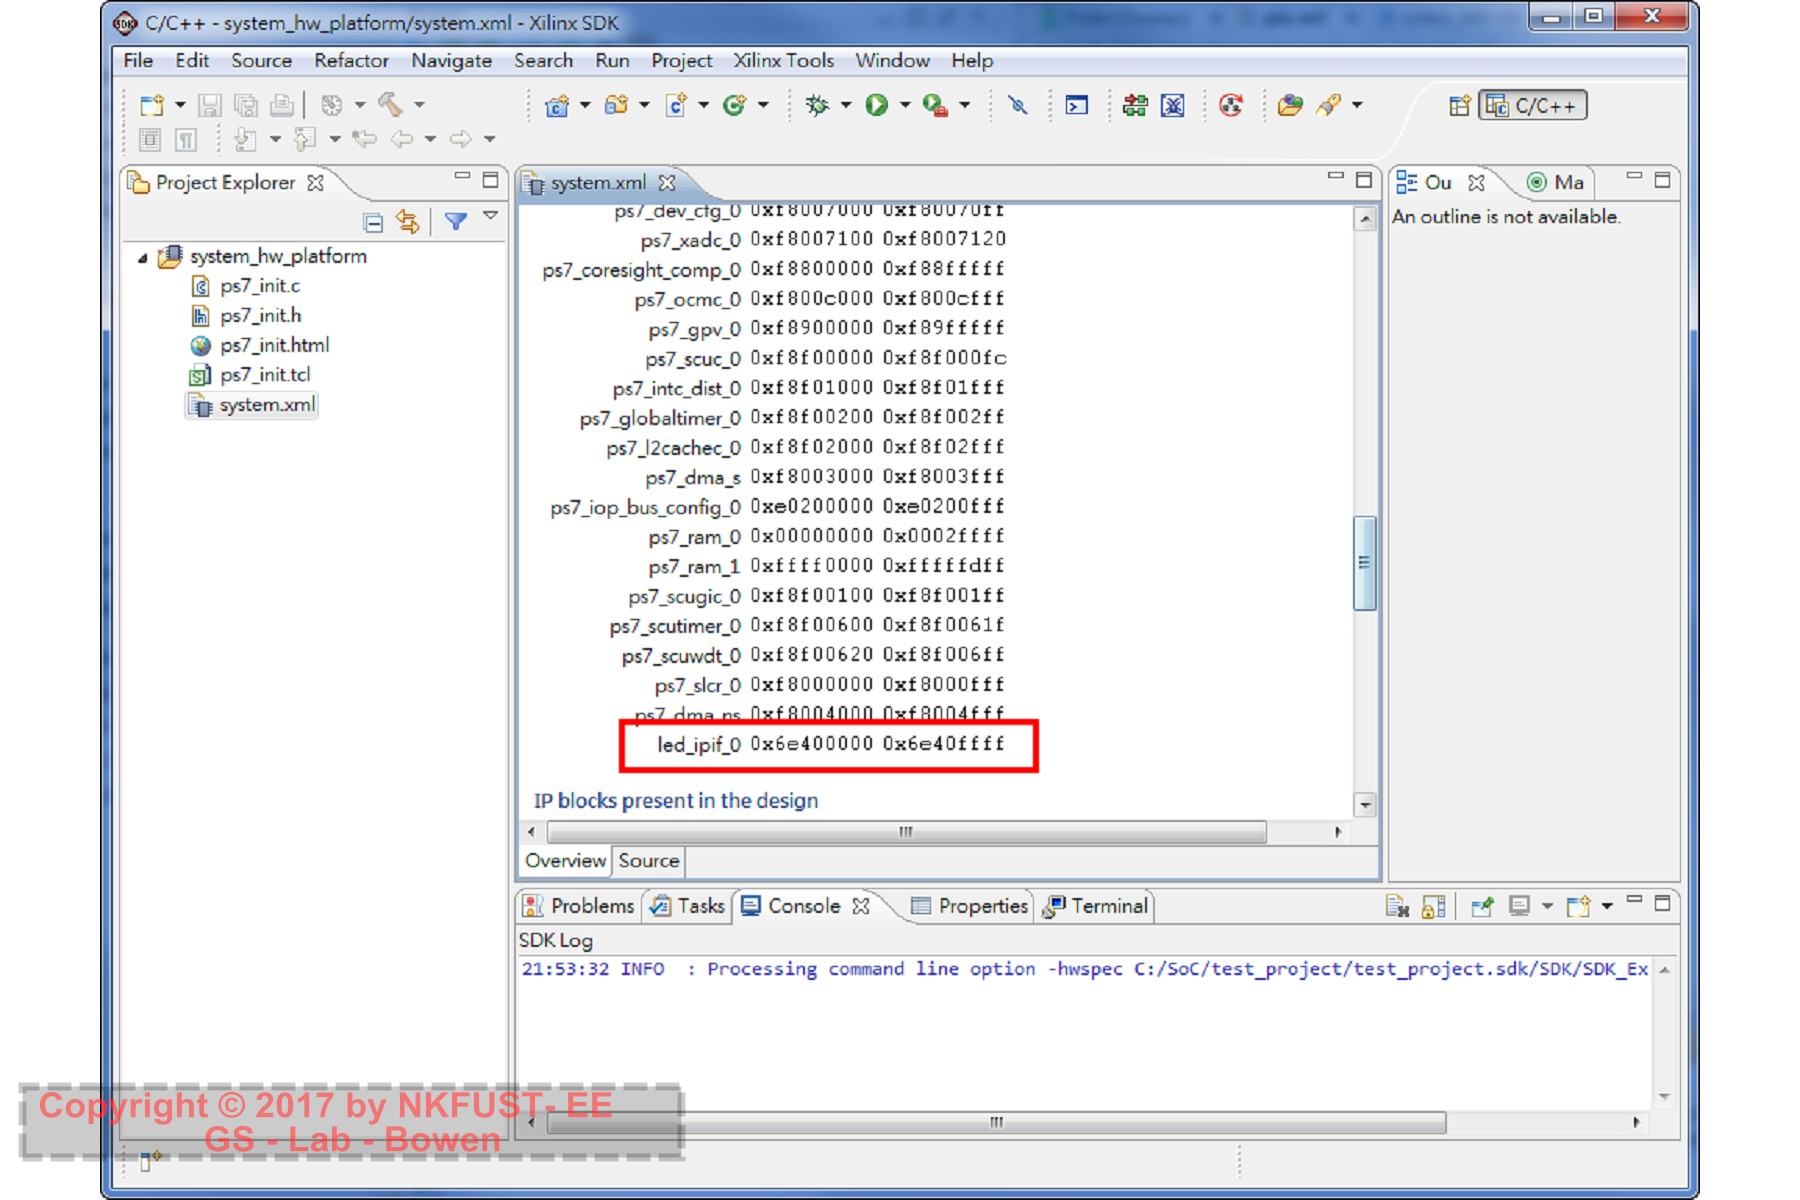 C/C++ - system_hw_platform/system.xml - Xilinx SDK
File Edit Source Refactor Navigate Search Run Project Xilinx Tools Window Help
C/C++
Project Explorer
system_hw_platform
ps7_init.c
ps7_init.h
ps7_init.html
ps7_init.tcl
system.xml
system.xml
ps7_dev_cfg_0 0xf8007000 0xf80070ff
ps7_xadc_0 0xf8007100 0xf8007120
ps7_coresight_comp_0 0xf8800000 0xf88fffff
ps7_ocmc_0 0xf800c000 0xf800cfff
ps7_gpv_0 0xf8900000 0xf89fffff
ps7_scuc_0 0xf8f00000 0xf8f000fc
ps7_intc_dist_0 0xf8f01000 0xf8f01fff
ps7_globaltimer_0 0xf8f00200 0xf8f002ff
ps7_l2cachec_0 0xf8f02000 0xf8f02fff
ps7_dma_s 0xf8003000 0xf8003fff
ps7_iop_bus_config_0 0xe0200000 0xe0200fff
ps7_ram_0 0x00000000 0x0002ffff
ps7_ram_1 0xffff0000 0xfffffdff
ps7_scugic_0 0xf8f00100 0xf8f001ff
ps7_scutimer_0 0xf8f00600 0xf8f0061f
ps7_scuwdt_0 0xf8f00620 0xf8f006ff
ps7_slcr_0 0xf8000000 0xf8000fff
ps7_dma_ns 0xf8004000 0xf8004fff
led_ipif_0 0x6e400000 0x6e40ffff
IP blocks present in the design
Overview Source
Ou Ma
An outline is not available.
Problems Tasks Console Properties Terminal
SDK Log
21:53:32 INFO : Processing command line option -hwspec C:/SoC/test_project/test_project.sdk/SDK/SDK_Ex
Copyright © 2017 by NKFUST- EE
GS - Lab - Bowen